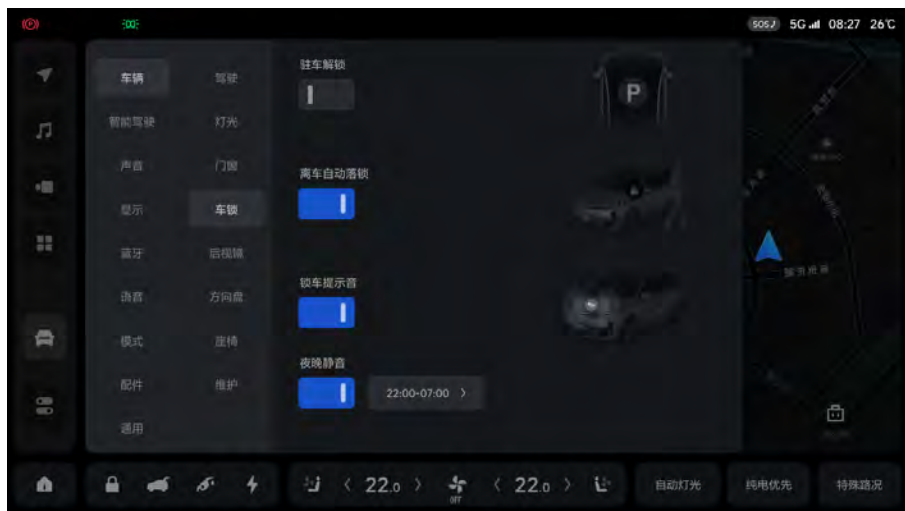 SOS 5G 08:27 26℃
车辆
驾驶
驻车解锁
P
智能驾驶
灯光
声音
门窗
离车自动落锁
显示
车锁
蓝牙
后视镜
语音
方向盘
锁车提示音
模式
座椅
夜晚静音
配件
维护
22:00-07:00
通用
22.0
OFF
22.0
自动灯光
纯电优先
特殊路况